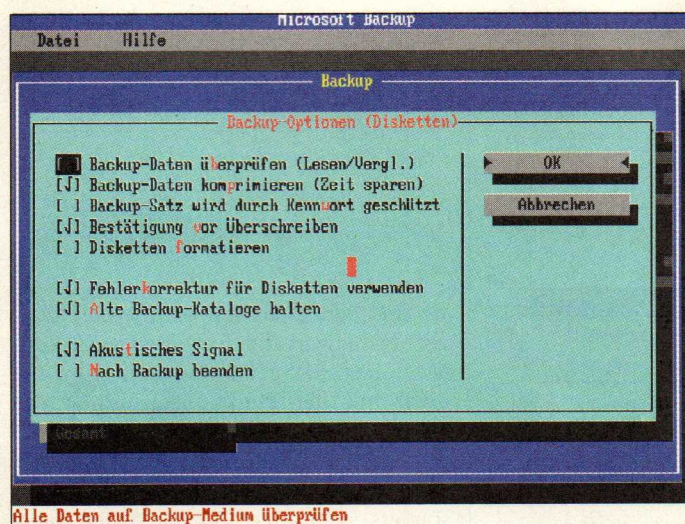 Microsoft Backup
Datei Hilfe
Backup
Backup-Optionen (Disketten)
[ ] Backup-Daten überprüfen (Lesen/Vergl.)
[√] Backup-Daten komprimieren (Zeit sparen)
[ ] Backup-Satz wird durch Kennwort geschützt
[√] Bestätigung vor Überschreiben
[ ] Disketten formatieren
[√] Fehlerkorrektur für Disketten verwenden
[√] Alte Backup-Kataloge halten
[√] Akustisches Signal
[ ] Nach Backup beenden
OK
Abbrechen
Gesamt
Alle Daten auf Backup-Medium überprüfen